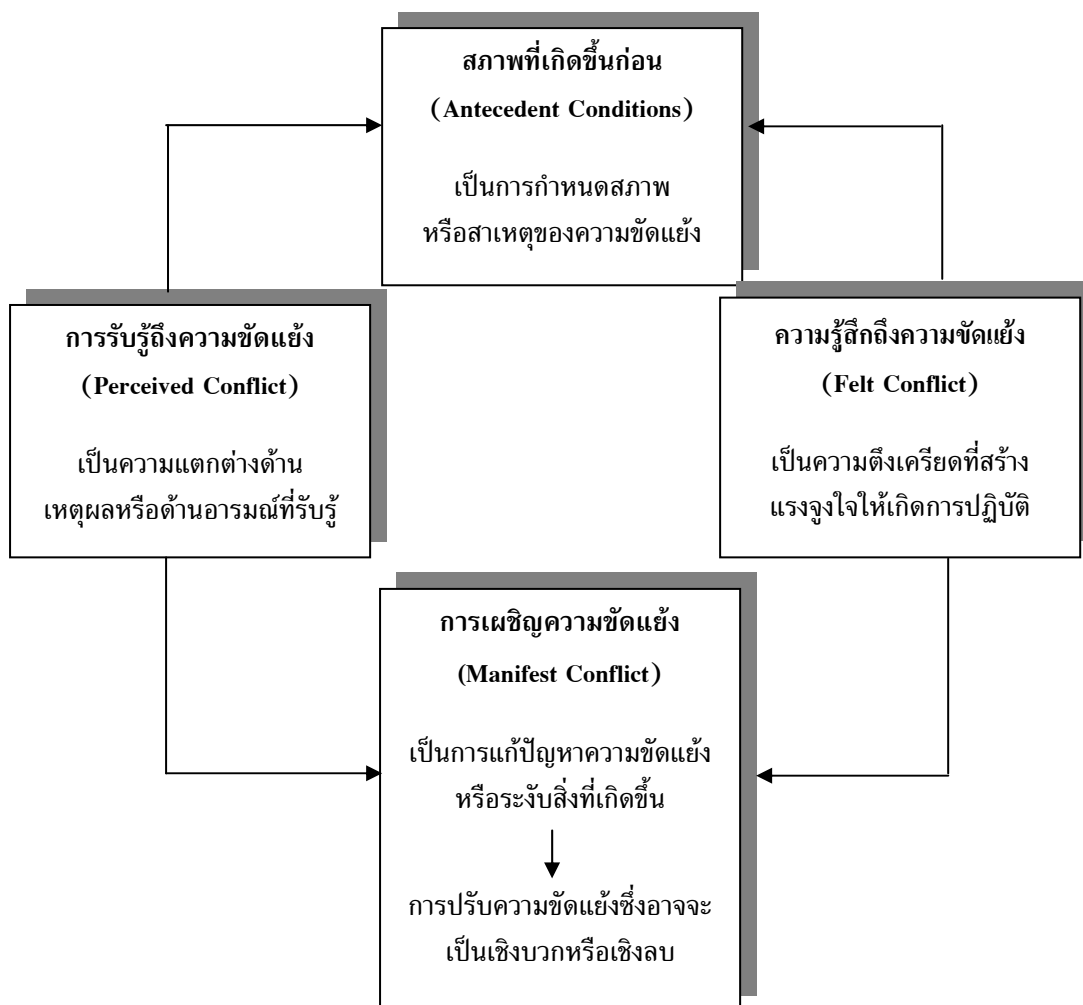 สภาพที่เกิดขึ้นก่อน
(Antecedent Conditions)
เป็นการกำหนดสภาพ
หรือสาเหตุของความขัดแย้ง
การรับรู้ถึงความขัดแย้ง
(Perceived Conflict)
เป็นความแตกต่างด้าน
เหตุผลหรือด้านอารมณ์ที่รับรู้
ความรู้สึกถึงความขัดแย้ง
(Felt Conflict)
เป็นความตึงเครียดที่สร้าง
แรงจูงใจให้เกิดการปฏิบัติ
การเผชิญความขัดแย้ง
(Manifest Conflict)
เป็นการแก้ปัญหาความขัดแย้ง
หรือระงับสิ่งที่เกิดขึ้น
การปรับความขัดแย้งซึ่งอาจจะ
เป็นเชิงบวกหรือเชิงลบ